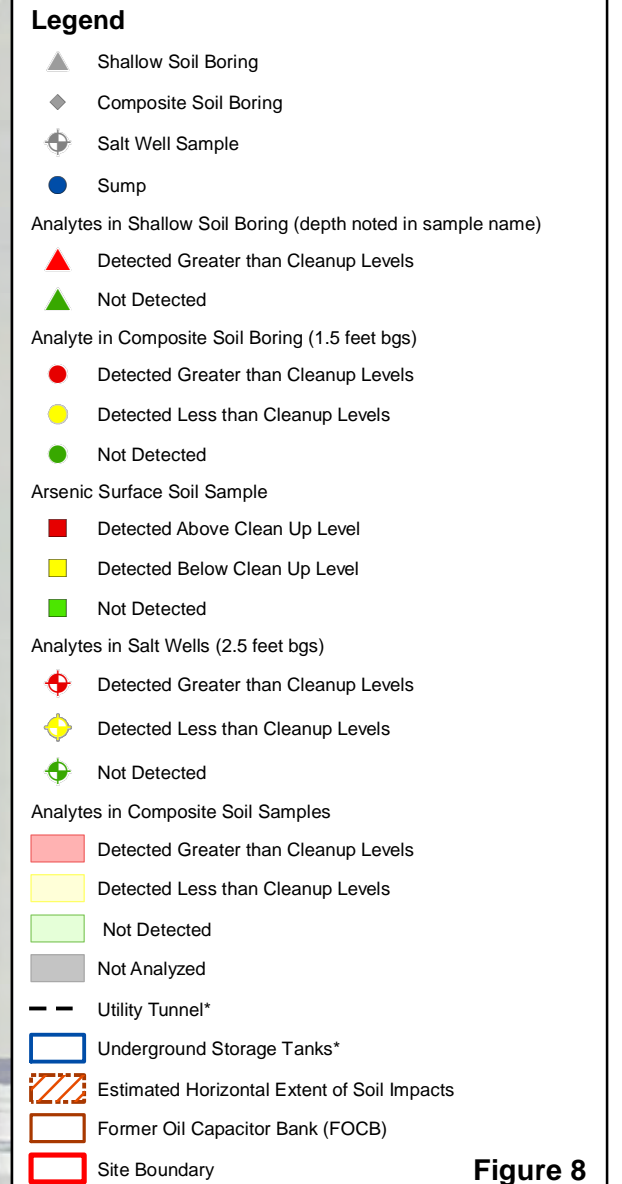 Legend
Shallow Soil Boring
Composite Soil Boring
Salt Well Sample
Sump
Analytes in Shallow Soil Boring (depth noted in sample name)
Detected Greater than Cleanup Levels
Not Detected
Analyte in Composite Soil Boring (1.5 feet bgs)
Detected Greater than Cleanup Levels
Detected Less than Cleanup Levels
Not Detected
Arsenic Surface Soil Sample
Detected Above Clean Up Level
Detected Below Clean Up Level
Not Detected
Analytes in Salt Wells (2.5 feet bgs)
Detected Greater than Cleanup Levels
Detected Less than Cleanup Levels
Not Detected
Analytes in Composite Soil Samples
Detected Greater than Cleanup Levels
Detected Less than Cleanup Levels
Not Detected
Not Analyzed
Utility Tunnel*
Underground Storage Tanks*
Estimated Horizontal Extent of Soil Impacts
Former Oil Capacitor Bank (FOCB)
Site Boundary
Figure 8